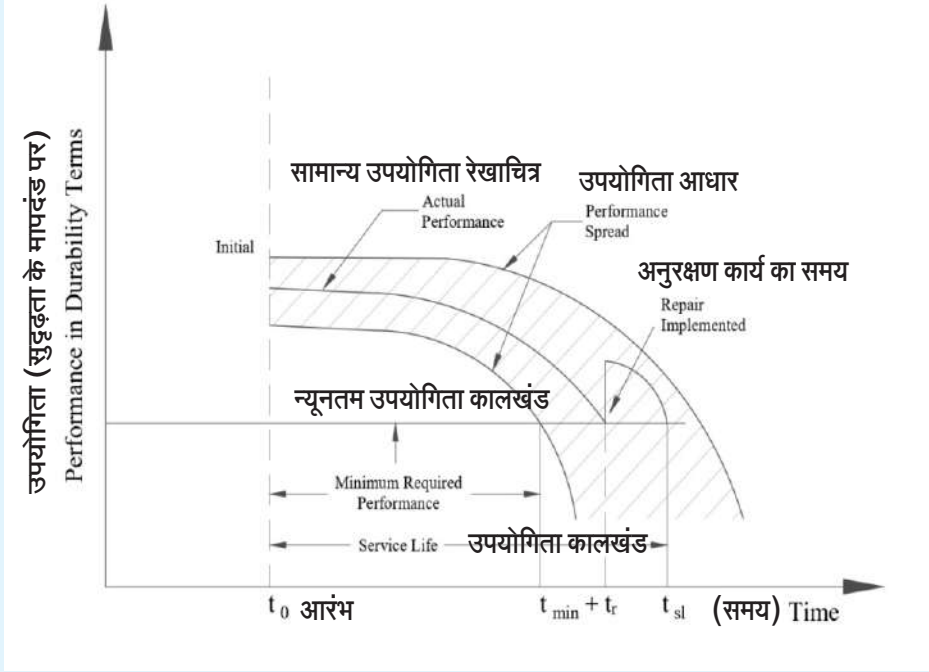 उपयोगिता (सुदृढ़ता के मापदंड पर)
Performance in Durability Terms
सामान्य उपयोगिता रेखाचित्र
Actual
Performance
उपयोगिता आधार
Performance
Spread
Initial
अनुरक्षण कार्य का समय
Repair
Implemented
न्यूनतम उपयोगिता कालखंड
Minimum Required
Performance
Service Life
उपयोगिता कालखंड
t0 आरंभ
tmin + tr
tsl
(समय) Time